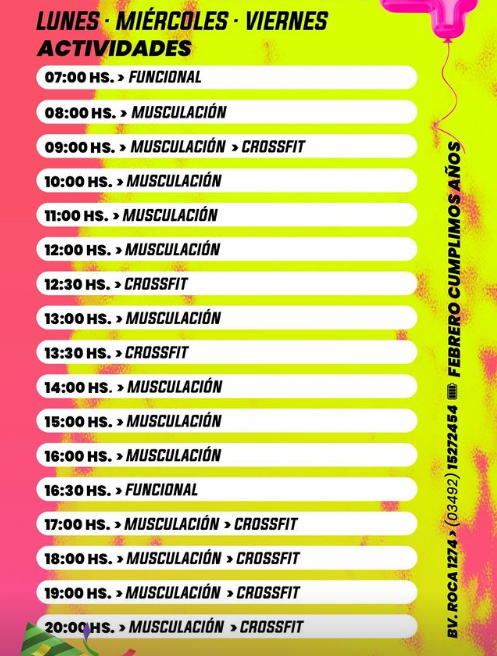 LUNES · MIÉRCOLES · VIERNES
ACTIVIDADES
07:00 HS. > FUNCIONAL
08:00 HS. > MUSCULACIÓN
09:00 HS. > MUSCULACIÓN > CROSSFIT
10:00 HS. > MUSCULACIÓN
11:00 HS. > MUSCULACIÓN
12:00 HS. > MUSCULACIÓN
12:30 HS. > CROSSFIT
13:00 HS. > MUSCULACIÓN
13:30 HS. > CROSSFIT
14:00 HS. > MUSCULACIÓN
15:00 HS. > MUSCULACIÓN
16:00 HS. > MUSCULACIÓN
16:30 HS. > FUNCIONAL
17:00 HS. > MUSCULACIÓN > CROSSFIT
18:00 HS. > MUSCULACIÓN > CROSSFIT
19:00 HS. > MUSCULACIÓN > CROSSFIT
20:00 HS. > MUSCULACIÓN > CROSSFIT
BV. ROCA 1274 > (03492) 15272454 FEBRERO CUMPLIMOS AÑOS